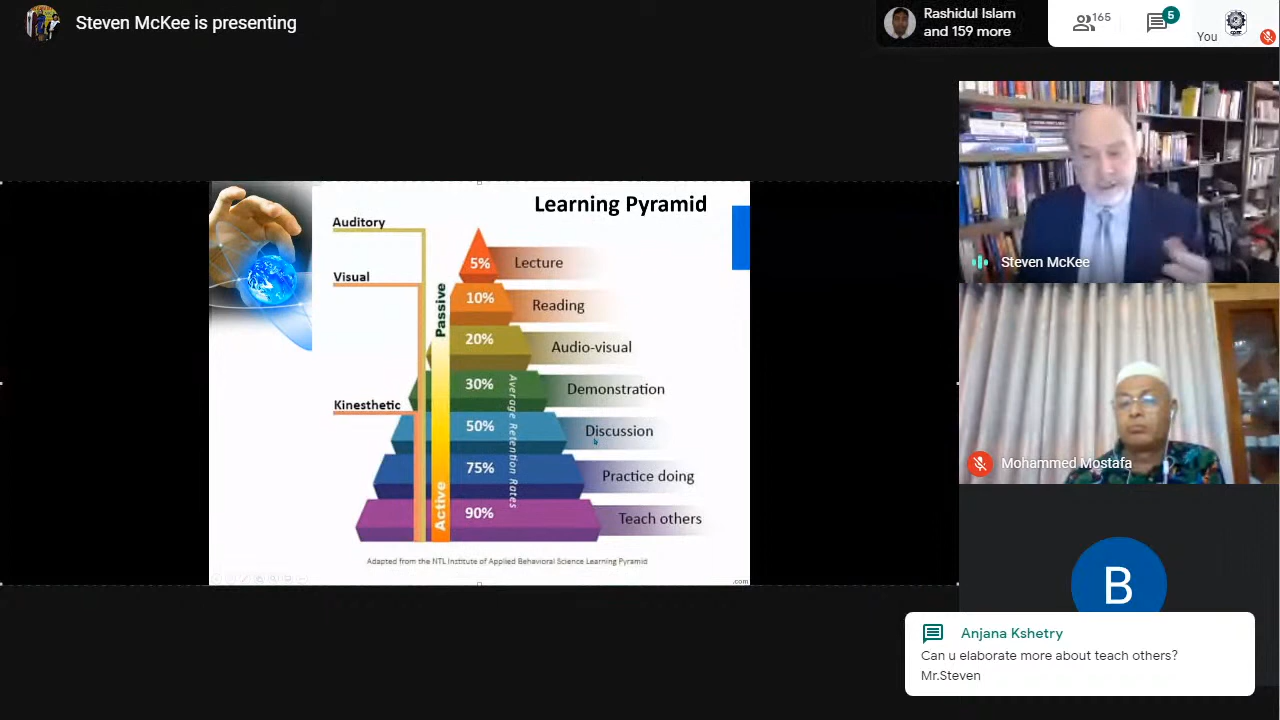 Steven McKee is presenting
Rashidul Islam
and 159 more
165
5
You
Learning Pyramid
Auditory
Visual
Kinesthetic
Passive
Active
5% Lecture
10% Reading
20% Audio-visual
30% Demonstration
50% Discussion
75% Practice doing
90% Teach others
Average Retention Rates
Adapted from the NTL Institute of Applied Behavioral Science Learning Pyramid
.com
Steven McKee
Mohammed Mostafa
B
Anjana Kshetry
Can u elaborate more about teach others?
Mr.Steven